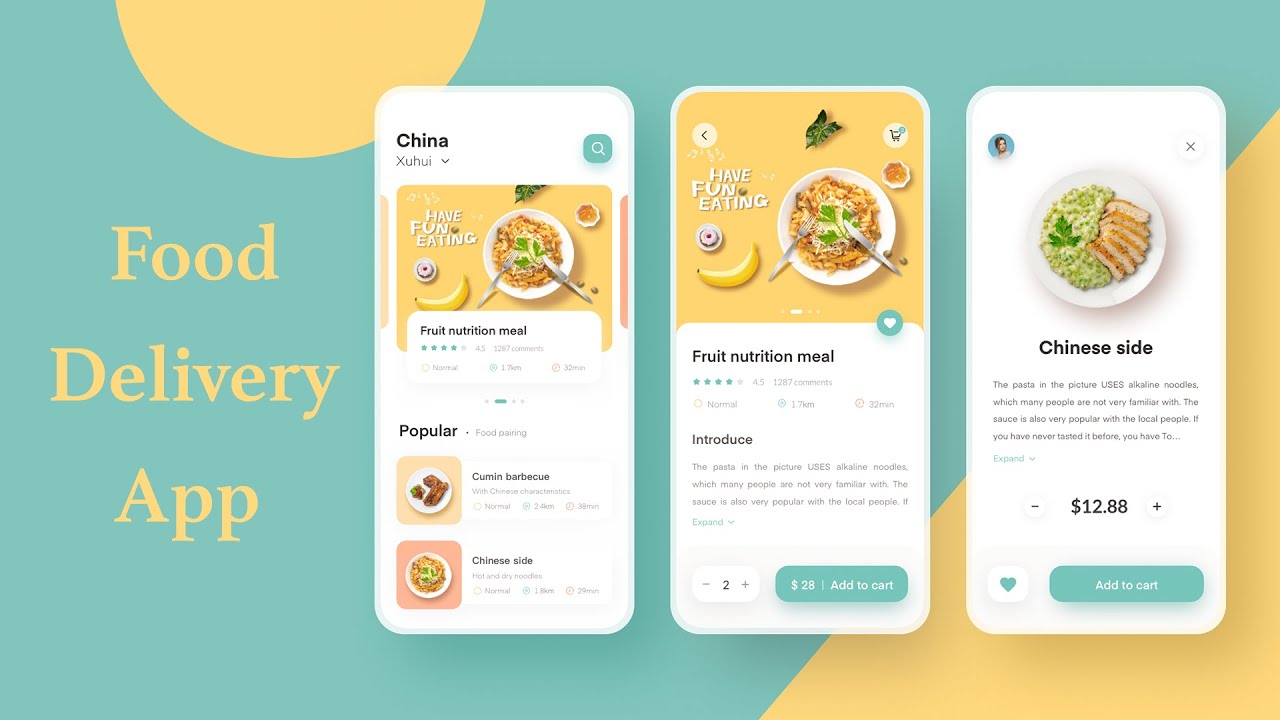 Food
Delivery
App
China
Xuhui
HAVE
FUN
EATING
Fruit nutrition meal
4.5 1287 comments
Normal 1.7km 32min
Popular · Food pairing
Cumin barbecue
With Chinese characteristics
Normal 2.4km 38min
Chinese side
Hot and dry noodles
Normal 1.8km 29min
2
HAVE
FUN
EATING
Fruit nutrition meal
4.5 1287 comments
Normal 1.7km 32min
Introduce
The pasta in the picture USES alkaline noodles,
which many people are not very familiar with. The
sauce is also very popular with the local people. If
Expand
− 2 + $ 28 | Add to cart
Chinese side
The pasta in the picture USES alkaline noodles,
which many people are not very familiar with. The
sauce is also very popular with the local people. If
you have never tasted it before, you have To...
Expand
− $12.88 +
Add to cart